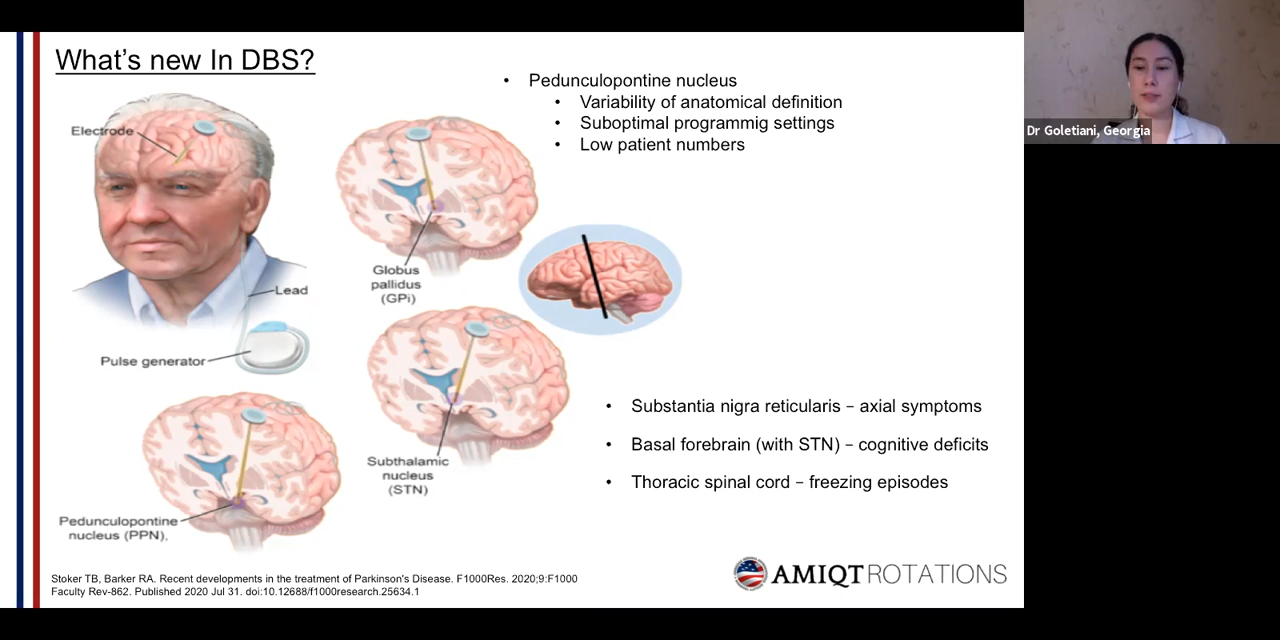 What's new In DBS?
• Pedunculopontine nucleus
• Variability of anatomical definition
• Suboptimal programmig settings
• Low patient numbers
Electrode
Lead
Pulse generator
Globus
pallidus
(GPi)
Subthalamic
nucleus
(STN)
Pedunculopontine
nucleus (PPN).
• Substantia nigra reticularis – axial symptoms
• Basal forebrain (with STN) – cognitive deficits
• Thoracic spinal cord – freezing episodes
Stoker TB, Barker RA. Recent developments in the treatment of Parkinson's Disease. F1000Res. 2020;9:F1000
Faculty Rev-862. Published 2020 Jul 31. doi:10.12688/f1000research.25634.1
AMIQT ROTATIONS
Dr Goletiani, Georgia